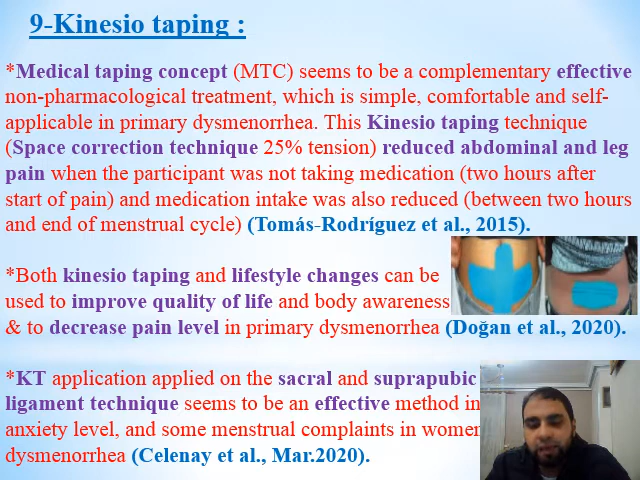 9-Kinesio taping :
*Medical taping concept (MTC) seems to be a complementary effective
non-pharmacological treatment, which is simple, comfortable and self-
applicable in primary dysmenorrhea. This Kinesio taping technique
(Space correction technique 25% tension) reduced abdominal and leg
pain when the participant was not taking medication (two hours after
start of pain) and medication intake was also reduced (between two hours
and end of menstrual cycle) (Tomás-Rodríguez et al., 2015).
*Both kinesio taping and lifestyle changes can be
used to improve quality of life and body awareness
& to decrease pain level in primary dysmenorrhea (Doğan et al., 2020).
*KT application applied on the sacral and suprapubic
ligament technique seems to be an effective method in
anxiety level, and some menstrual complaints in women
dysmenorrhea (Celenay et al., Mar.2020).